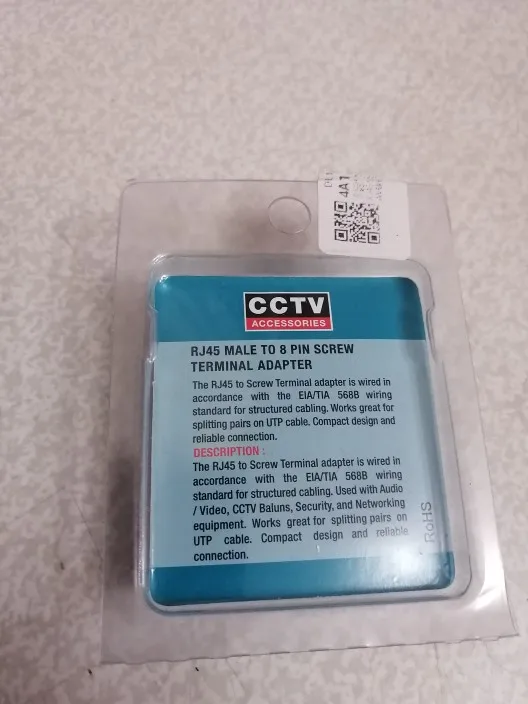 4A1
CCTV
ACCESSORIES
RJ45 MALE TO 8 PIN SCREW
TERMINAL ADAPTER
The RJ45 to Screw Terminal adapter is wired in
accordance with the EIA/TIA 568B wiring
standard for structured cabling. Works great for
splitting pairs on UTP cable. Compact design and
reliable connection.
DESCRIPTION :
The RJ45 to Screw Terminal adapter is wired in
accordance with the EIA/TIA 568B wiring
standard for structured cabling. Used with Audio
/ Video, CCTV Baluns, Security, and Networking
equipment. Works great for splitting pairs on
UTP cable. Compact design and reliable
connection.
RoHS